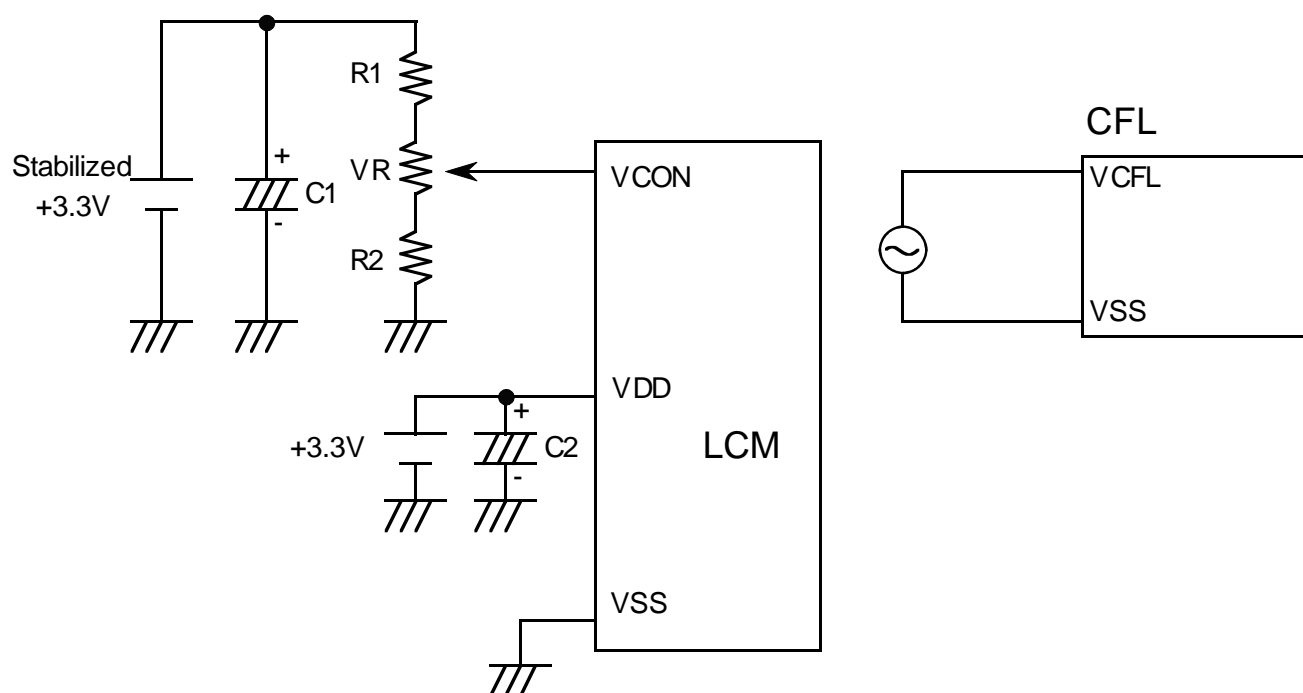 R1
CFL
Stabilized
+3.3V
+
C1
-
VR
VCON
VCFL
R2
VSS
VDD
+3.3V
+
C2
-
LCM
VSS